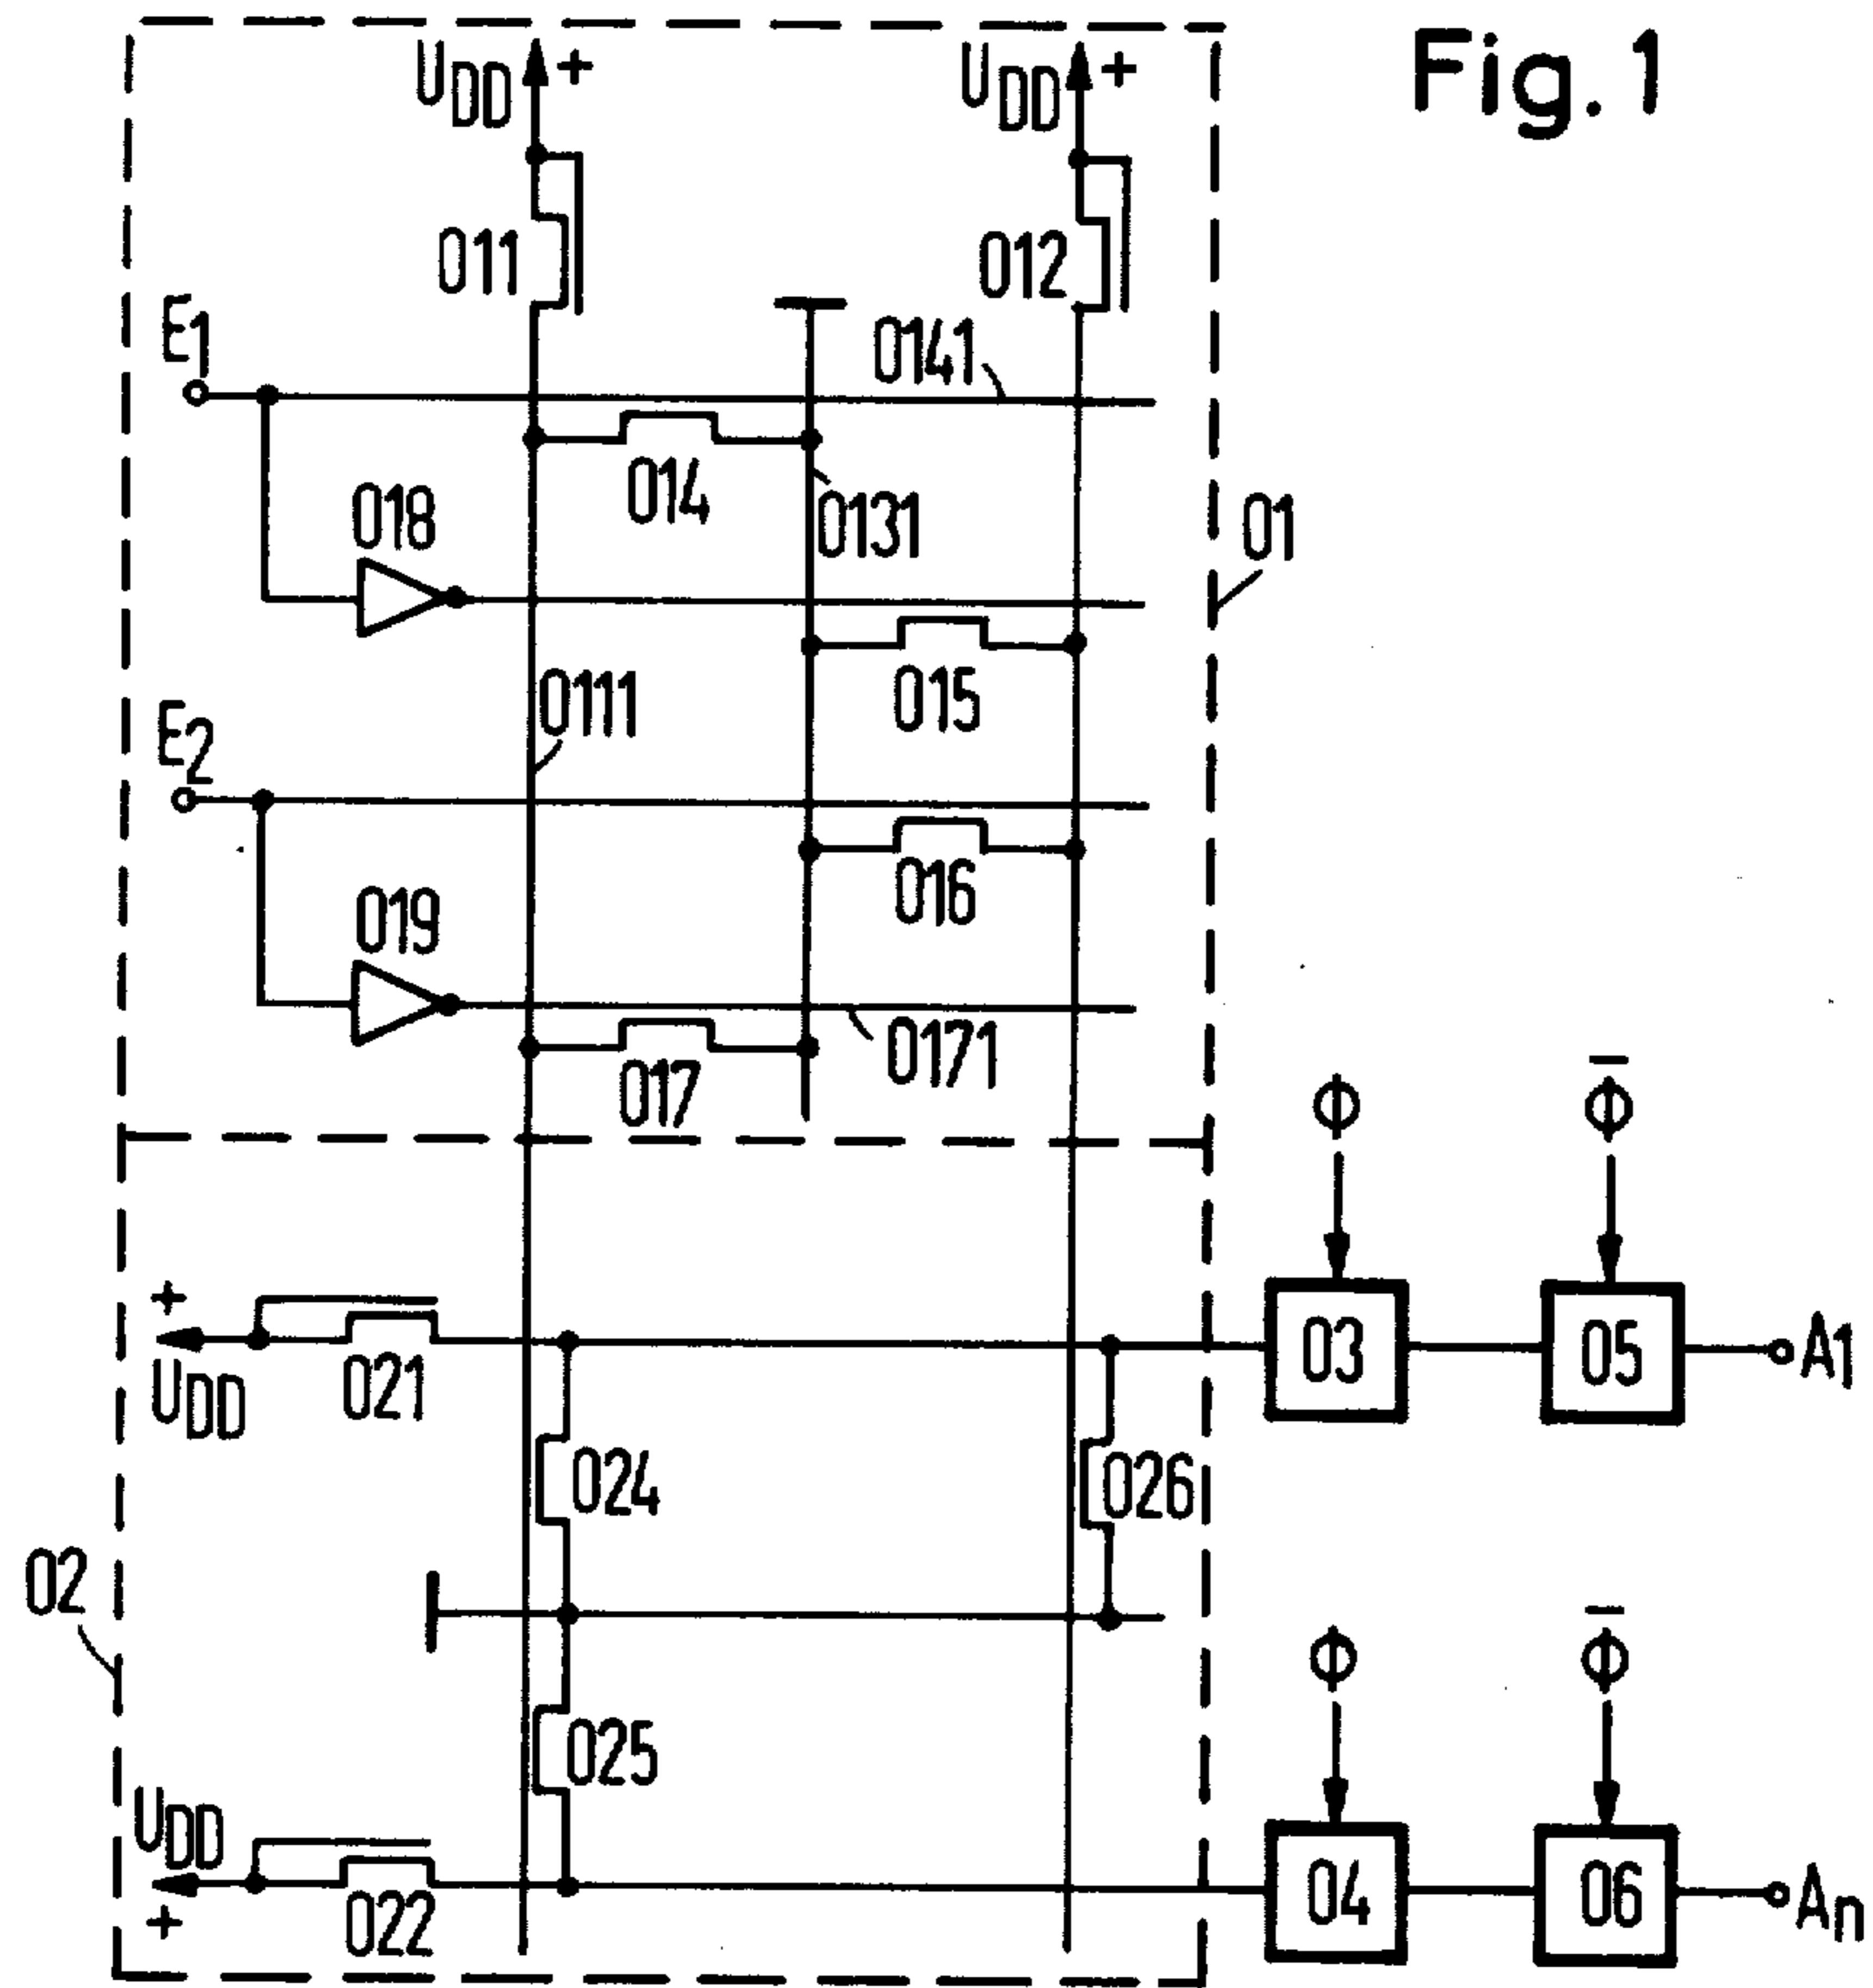 Fig. 1
UDD + UDD +
011 012
E1 0141
014
018 0131 01
0111 015
E2
016
019
017 0171
Φ Φ̅
+
UDD 021 03 05 A1
024 026
02
Φ Φ̅
025
UDD
+ 022 04 06 An